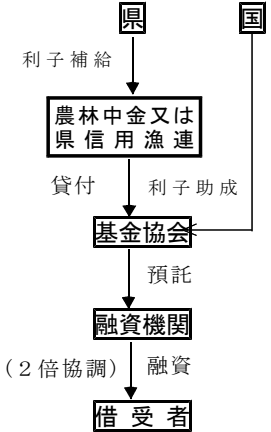 県
国
利子補給
農林中金又は
県信用漁連
貸付
利子助成
基金協会
預託
融資機関
(2倍協調)
融資
借受者